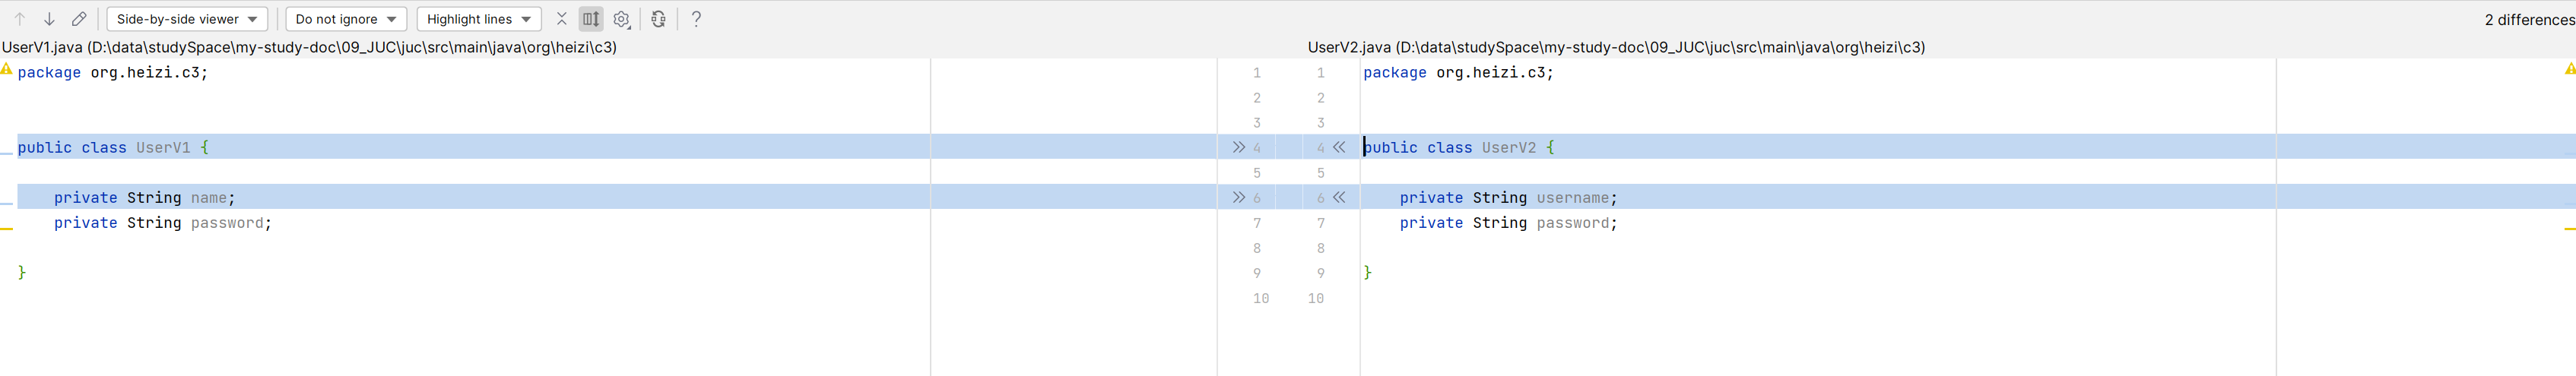 Side-by-side viewer Do not ignore Highlight lines ? 2 differences
UserV1.java (D:\data\studySpace\my-study-doc\09_JUC\juc\src\main\java\org\heizi\c3) UserV2.java (D:\data\studySpace\my-study-doc\09_JUC\juc\src\main\java\org\heizi\c3)
package org.heizi.c3; 1 1 package org.heizi.c3;
2 2
3 3
public class UserV1 { >> 4 4 << public class UserV2 {
5 5
private String name; >> 6 6 << private String username;
private String password; 7 7 private String password;
8 8
} 9 9 }
10 10